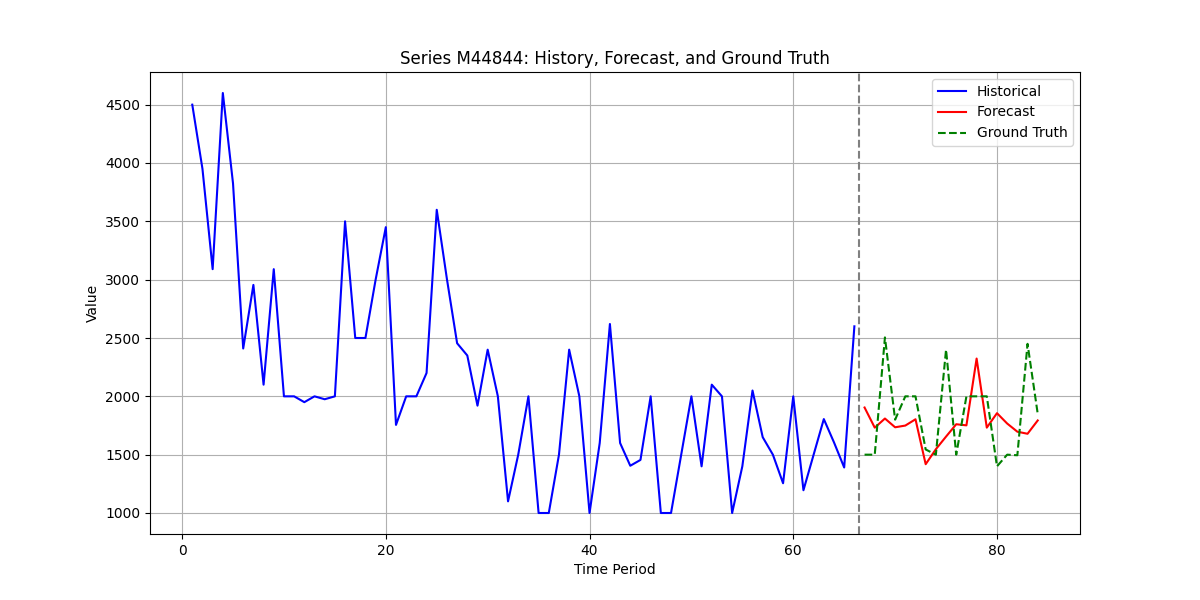 Series M44844: History, Forecast, and Ground Truth
Historical
Forecast
Ground Truth
4500
4000
3500
3000
2500
2000
1500
1000
Value
0 20 40 60 80
Time Period